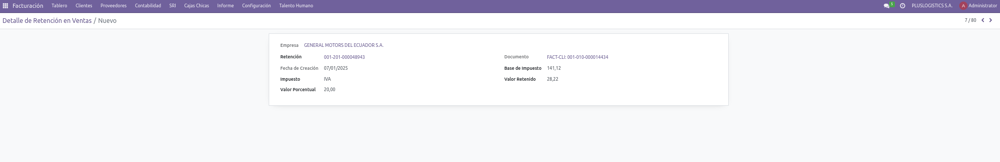 Facturación Tablero Clientes Proveedores Contabilidad SRI Cajas Chicas Informe Configuración Talento Humano 5 PLUSLOGISTICS S.A. A Administrator
Detalle de Retención en Ventas / Nuevo 7 / 80
Empresa GENERAL MOTORS DEL ECUADOR S.A.
Retención 001-201-000048943 Documento FACT-CLI: 001-010-000014434
Fecha de Creación 07/01/2025 Base de Impuesto 141,12
Impuesto IVA Valor Retenido 28,22
Valor Porcentual 20,00